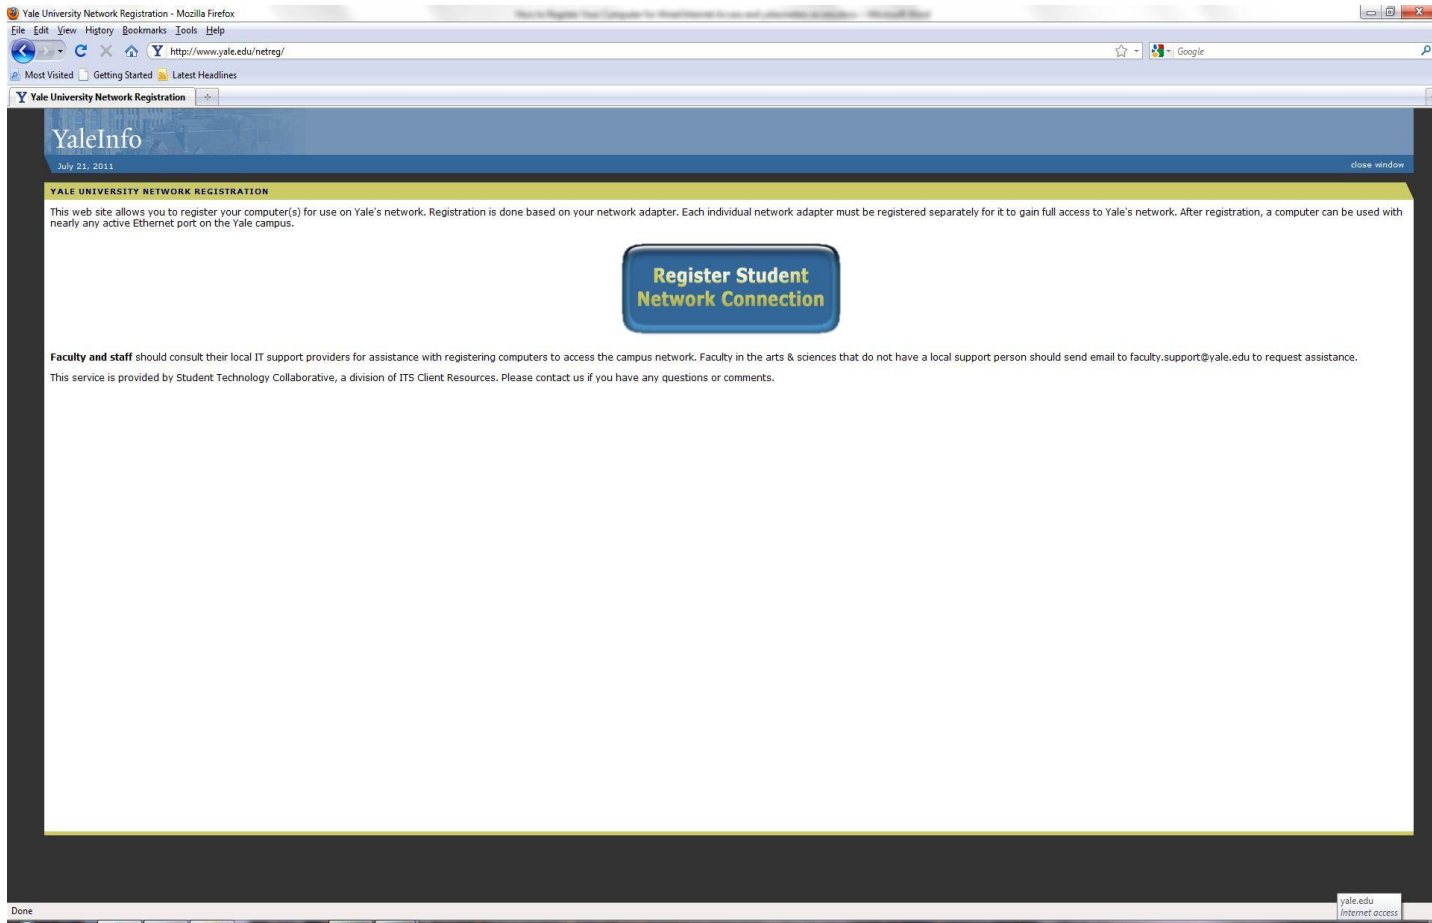 Yale University Network Registration - Mozilla Firefox
File Edit View History Bookmarks Tools Help
Y http://www.yale.edu/netreg/ Google
Most Visited Getting Started Latest Headlines
Y Yale University Network Registration
YaleInfo
July 21, 2011 close window
YALE UNIVERSITY NETWORK REGISTRATION
This web site allows you to register your computer(s) for use on Yale's network. Registration is done based on your network adapter. Each individual network adapter must be registered separately for it to gain full access to Yale's network. After registration, a computer can be used with
nearly any active Ethernet port on the Yale campus.
Register Student
Network Connection
Faculty and staff should consult their local IT support providers for assistance with registering computers to access the campus network. Faculty in the arts & sciences that do not have a local support person should send email to faculty.support@yale.edu to request assistance.
This service is provided by Student Technology Collaborative, a division of ITS Client Resources. Please contact us if you have any questions or comments.
yale.edu
Done Internet access